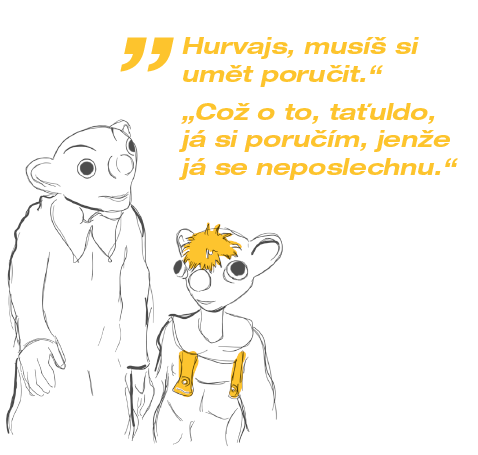 „Hurvajs, musíš si
umět poručit.“
„Což o to, taťuldo,
já si poručím, jenže
já se neposlechnu.“